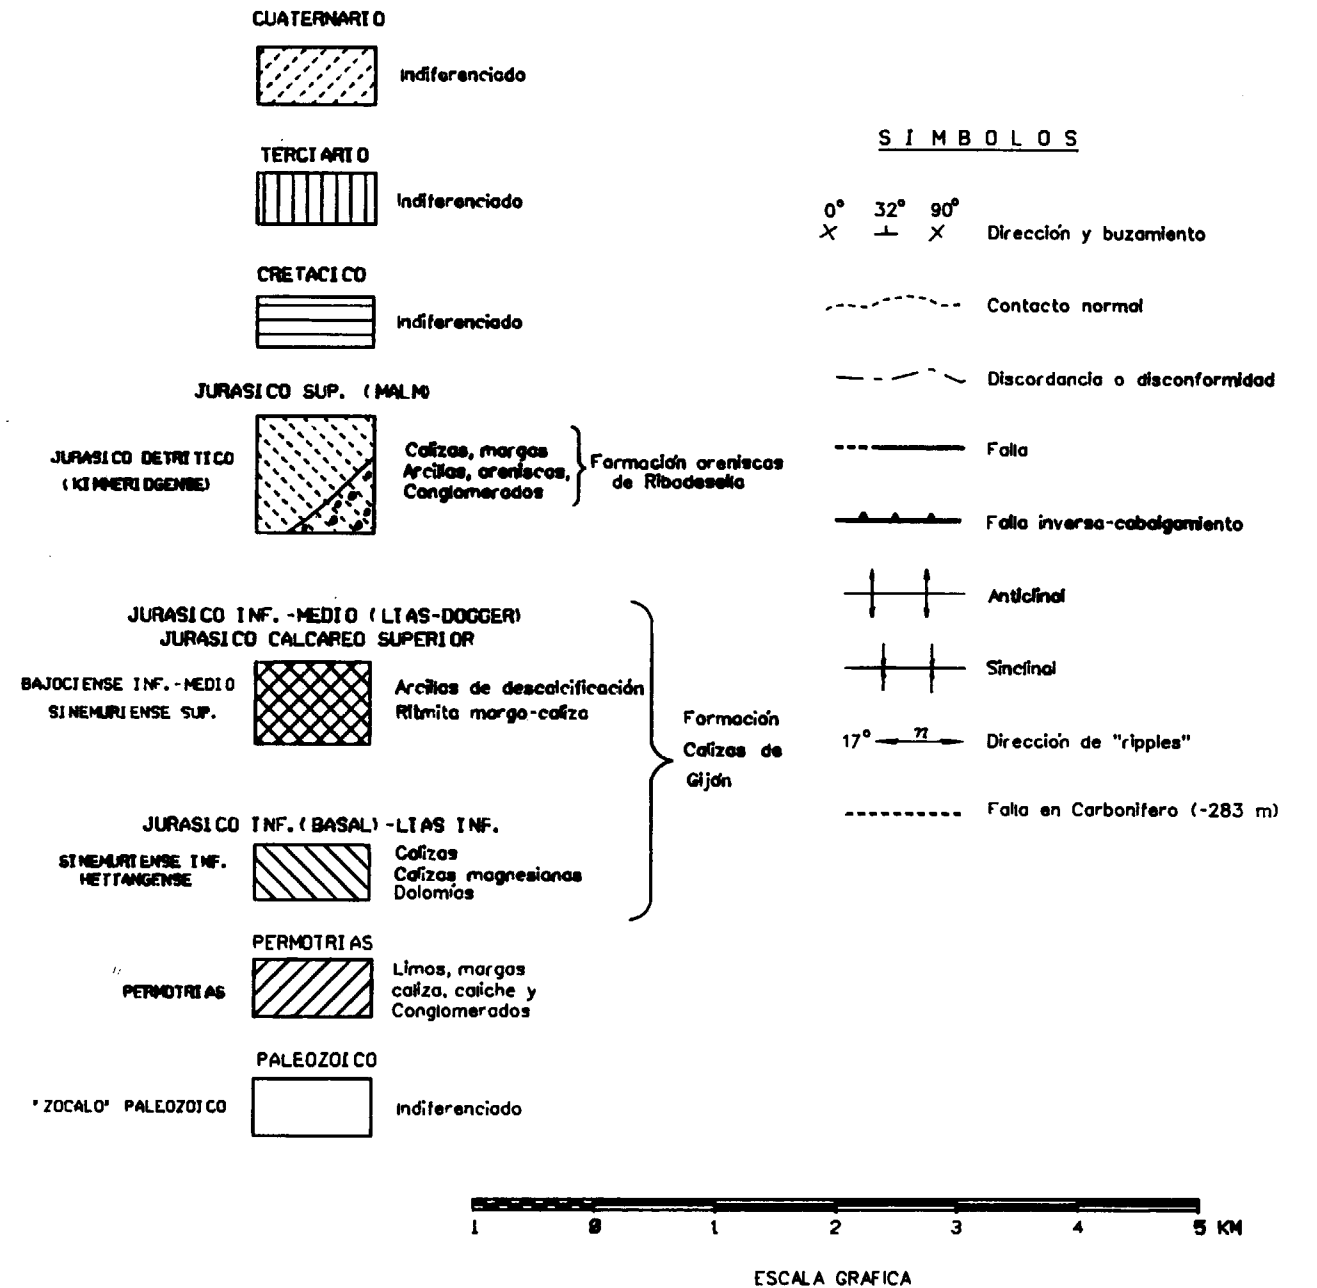 CUATERNARIO
Indiferenciado
TERCIARIO
Indiferenciado
CRETACICO
Indiferenciado
JURASICO SUP. (MALM)
JURASICO DETRITICO
(KIMMERIDGENSE)
Calizas, margas
Arcillas, areniscas,
Conglomerados
Formación areniscas
de Ribadesella
JURASICO INF.-MEDIO (LIAS-DOGGER)
JURASICO CALCAREO SUPERIOR
BAJOCIENSE INF.-MEDIO
SINEMURIENSE SUP.
Arcillas de descalcificación
Ritmita margo-caliza
Formación
Calizas de
Gijón
JURASICO INF.(BASAL)-LIAS INF.
SINEMURIENSE INF.
HETTANGENSE
Calizas
Calizas magnesianas
Dolomías
PERMOTRIAS
PERMOTRIAS
Limos, margas
caliza, caliche y
Conglomerados
PALEOZOICO
"ZOCALO" PALEOZOICO
Indiferenciado
SIMBOLOS
0° 32° 90°
Dirección y buzamiento
Contacto normal
Discordancia o disconformidad
Falla
Falla inversa-cabalgamiento
Anticlinal
Sinclinal
17° n
Dirección de "ripples"
Falla en Carbonifero (-283 m)
1 0 1 2 3 4 5 KM
ESCALA GRAFICA